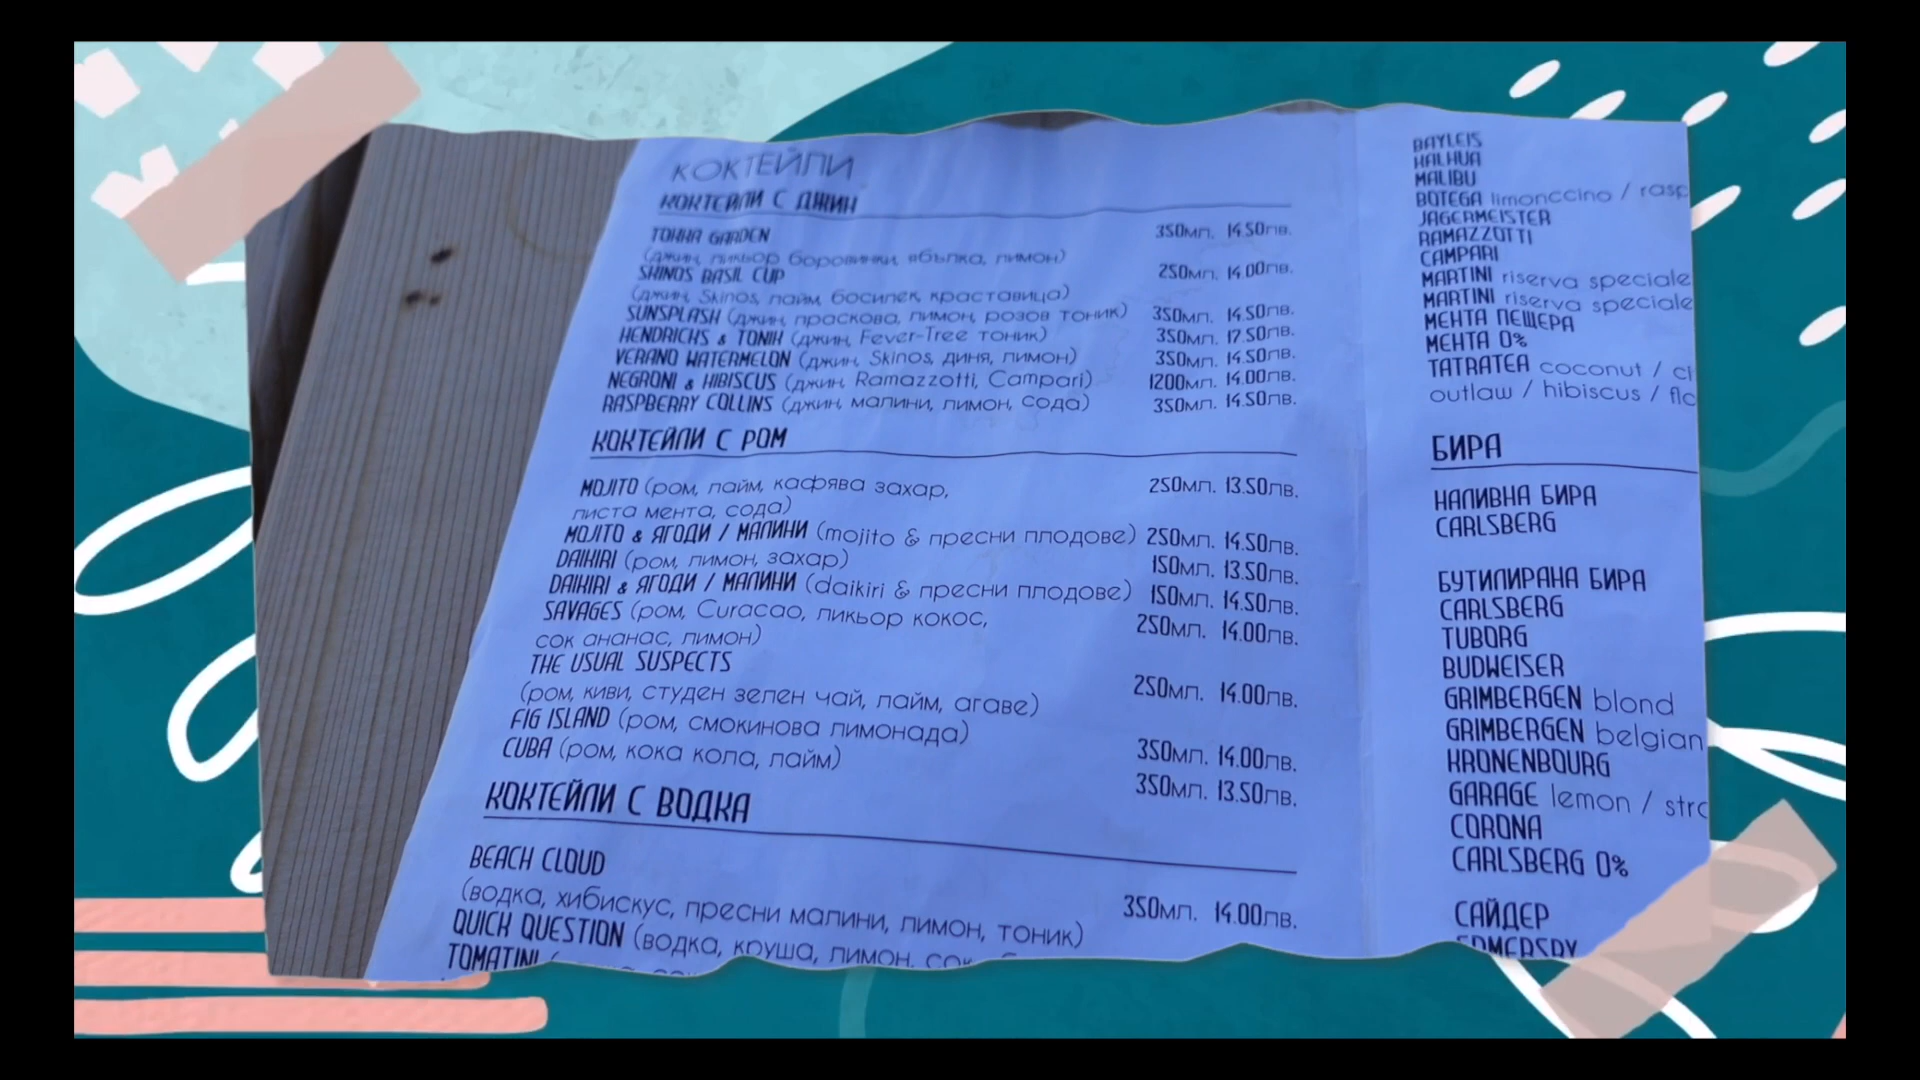 КОКТЕЙЛИ
КОКТЕЙЛИ С ДЖИН
TONKA GARDEN 350мл. 14.50лв.
(джин, ликьор боровинки, ябълка, лимон)
SKINOS BASIL CUP 250мл. 14.00лв.
(джин, Skinos, лайм, босилек, краставица)
SUNSPLASH (джин, праскова, лимон, розов тоник) 350мл. 14.50лв.
HENDRICKS & TONIK (джин, Fever-Tree тоник) 350мл. 17.50лв.
VERANO WATERMELON (джин, Skinos, диня, лимон) 350мл. 14.50лв.
NEGRONI & HIBISCUS (джин, Ramazzotti, Campari) 1200мл. 14.00лв.
RASPBERRY COLLINS (джин, малини, лимон, сода) 350мл. 14.50лв.
КОКТЕЙЛИ С РОМ
MOJITO (ром, лайм, кафява захар, 250мл. 13.50лв.
листа мента, сода)
MOJITO & ЯГОДИ / МАЛИНИ (mojito & пресни плодове) 250мл. 14.50лв.
DAIKIRI (ром, лимон, захар) 150мл. 13.50лв.
DAIKIRI & ЯГОДИ / МАЛИНИ (daikiri & пресни плодове) 150мл. 14.50лв.
SAVAGES (ром, Curacao, ликьор кокос, 250мл. 14.00лв.
сок ананас, лимон)
THE USUAL SUSPECTS
(ром, киви, студен зелен чай, лайм, агаве) 250мл. 14.00лв.
FIG ISLAND (ром, смокинова лимонада) 350мл. 14.00лв.
CUBA (ром, кока кола, лайм) 350мл. 13.50лв.
КОКТЕЙЛИ С ВОДКА
BEACH CLOUD
(водка, хибискус, пресни малини, лимон, тоник) 350мл. 14.00лв.
QUICK QUESTION (водка, круша, лимон, сок
TOMATINI
BAYLEIS
KALHUA
MALIBU
BOTEGA limonccino / rasp
JAGERMEISTER
RAMAZZOTTI
CAMPARI
MARTINI riserva speciale
MARTINI riserva speciale
МЕНТА ПЕЩЕРА
МЕНТА 0%
TATRATEA coconut / ci
outlaw / hibiscus / flo
БИРА
НАЛИВНА БИРА
CARLSBERG
БУТИЛИРАНА БИРА
CARLSBERG
TUBORG
BUDWEISER
GRIMBERGEN blond
GRIMBERGEN belgian
KRONENBOURG
GARAGE lemon / stro
CORONA
CARLSBERG 0%
САЙДЕР
SOMERSBY